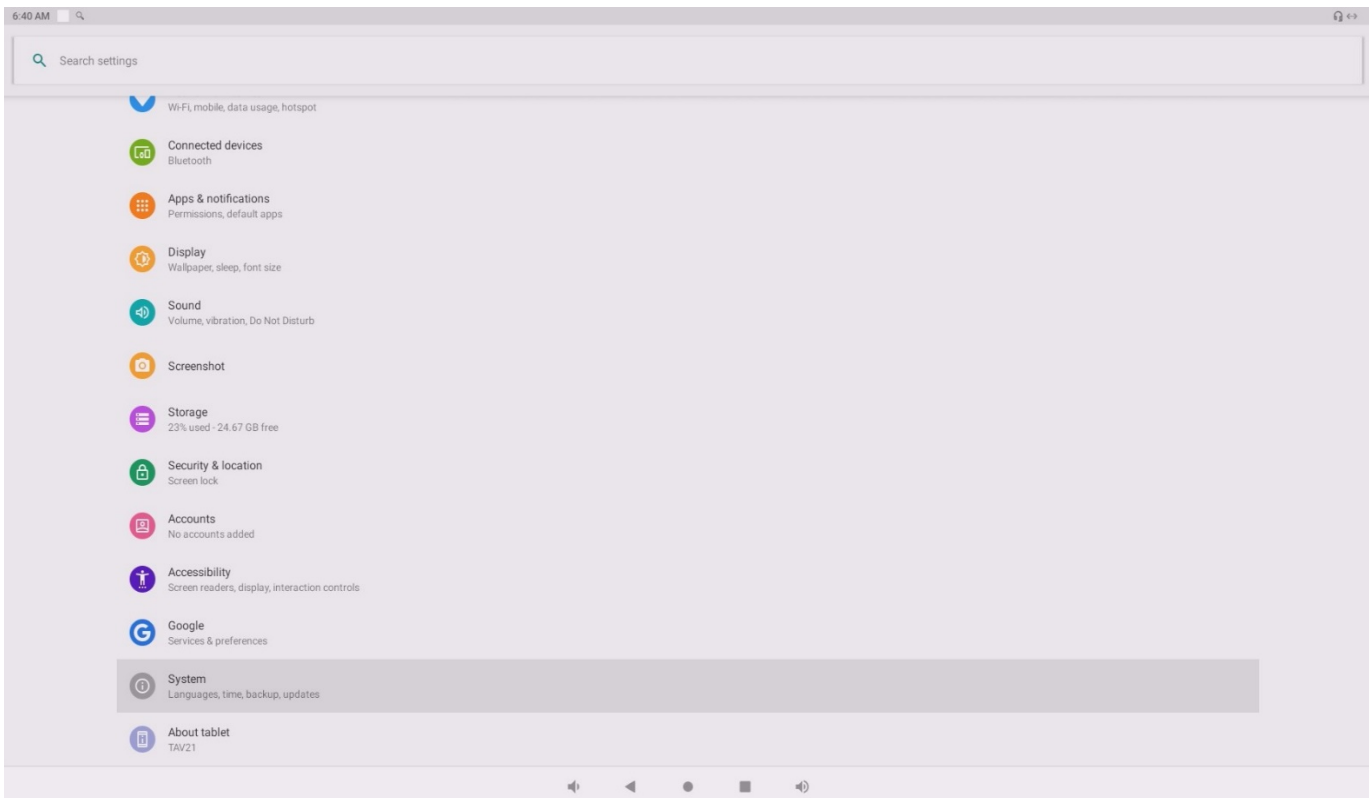 6:40 AM
Search settings
Wi-Fi, mobile, data usage, hotspot
Connected devices
Bluetooth
Apps & notifications
Permissions, default apps
Display
Wallpaper, sleep, font size
Sound
Volume, vibration, Do Not Disturb
Screenshot
Storage
23% used - 24.67 GB free
Security & location
Screen lock
Accounts
No accounts added
Accessibility
Screen readers, display, interaction controls
Google
Services & preferences
System
Languages, time, backup, updates
About tablet
TAV21